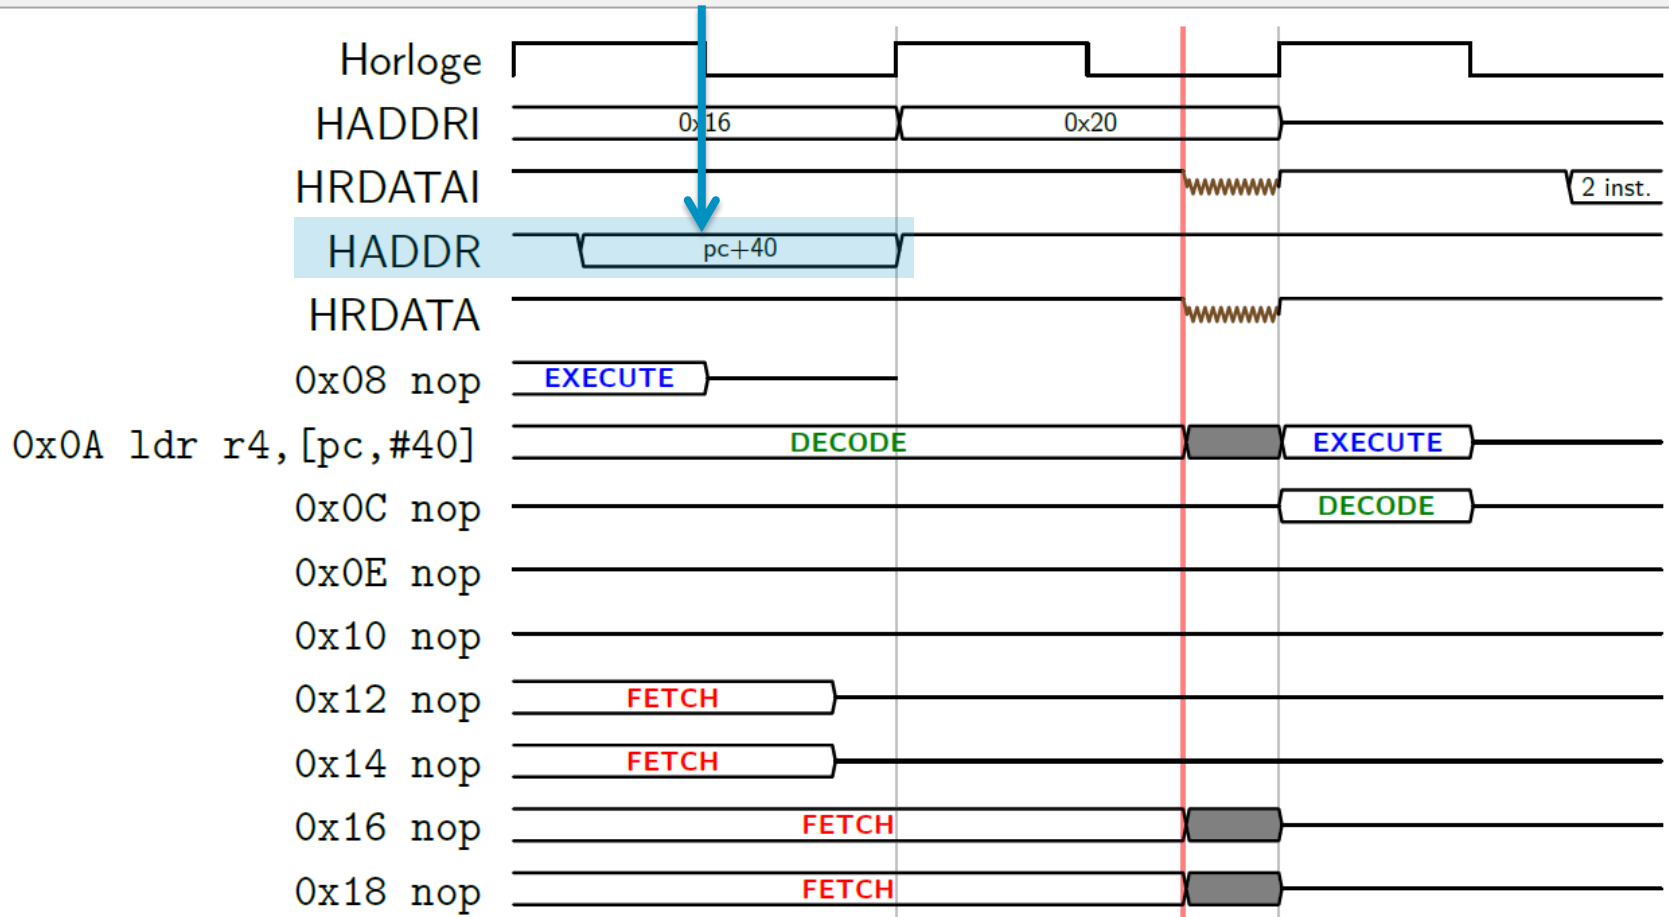 Horloge
HADDRI 0x16 0x20
HRDATAI 2 inst.
HADDR pc+40
HRDATA
0x08 nop EXECUTE
0x0A ldr r4,[pc,#40] DECODE EXECUTE
0x0C nop DECODE
0x0E nop
0x10 nop
0x12 nop FETCH
0x14 nop FETCH
0x16 nop FETCH
0x18 nop FETCH